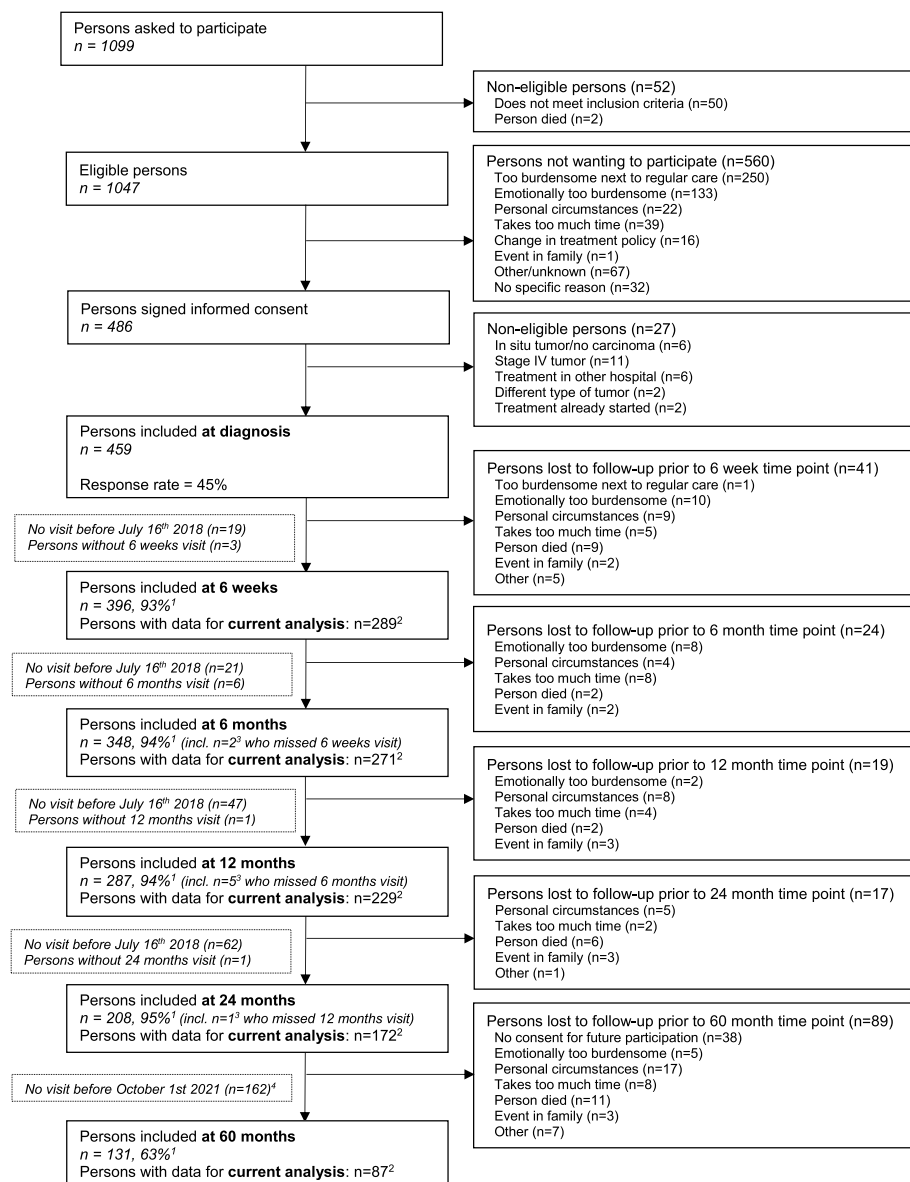 Persons asked to participate
n = 1099
Non-eligible persons (n=52)
Does not meet inclusion criteria (n=50)
Person died (n=2)
Eligible persons
n = 1047
Persons not wanting to participate (n=560)
Too burdensome next to regular care (n=250)
Emotionally too burdensome (n=133)
Personal circumstances (n=22)
Takes too much time (n=39)
Change in treatment policy (n=16)
Event in family (n=1)
Other/unknown (n=67)
No specific reason (n=32)
Persons signed informed consent
n = 486
Non-eligible persons (n=27)
In situ tumor/no carcinoma (n=6)
Stage IV tumor (n=11)
Treatment in other hospital (n=6)
Different type of tumor (n=2)
Treatment already started (n=2)
Persons included at diagnosis
n = 459
Response rate = 45%
Persons lost to follow-up prior to 6 week time point (n=41)
Too burdensome next to regular care (n=1)
Emotionally too burdensome (n=10)
Personal circumstances (n=9)
Takes too much time (n=5)
Person died (n=9)
Event in family (n=2)
Other (n=5)
No visit before July 16th 2018 (n=19)
Persons without 6 weeks visit (n=3)
Persons included at 6 weeks
n = 396, 93%1
Persons with data for current analysis: n=2892
Persons lost to follow-up prior to 6 month time point (n=24)
Emotionally too burdensome (n=8)
Personal circumstances (n=4)
Takes too much time (n=8)
Person died (n=2)
Event in family (n=2)
No visit before July 16th 2018 (n=21)
Persons without 6 months visit (n=6)
Persons included at 6 months
n = 348, 94%1 (incl. n=23 who missed 6 weeks visit)
Persons with data for current analysis: n=2712
Persons lost to follow-up prior to 12 month time point (n=19)
Emotionally too burdensome (n=2)
Personal circumstances (n=8)
Takes too much time (n=4)
Person died (n=2)
Event in family (n=3)
No visit before July 16th 2018 (n=47)
Persons without 12 months visit (n=1)
Persons included at 12 months
n = 287, 94%1 (incl. n=53 who missed 6 months visit)
Persons with data for current analysis: n=2292
Persons lost to follow-up prior to 24 month time point (n=17)
Personal circumstances (n=5)
Takes too much time (n=2)
Person died (n=6)
Event in family (n=3)
Other (n=1)
No visit before July 16th 2018 (n=62)
Persons without 24 months visit (n=1)
Persons included at 24 months
n = 208, 95%1 (incl. n=13 who missed 12 months visit)
Persons with data for current analysis: n=1722
Persons lost to follow-up prior to 60 month time point (n=89)
No consent for future participation (n=38)
Emotionally too burdensome (n=5)
Personal circumstances (n=17)
Takes too much time (n=8)
Person died (n=11)
Event in family (n=3)
Other (n=7)
No visit before October 1st 2021 (n=162)4
Persons included at 60 months
n = 131, 63%1
Persons with data for current analysis: n=872